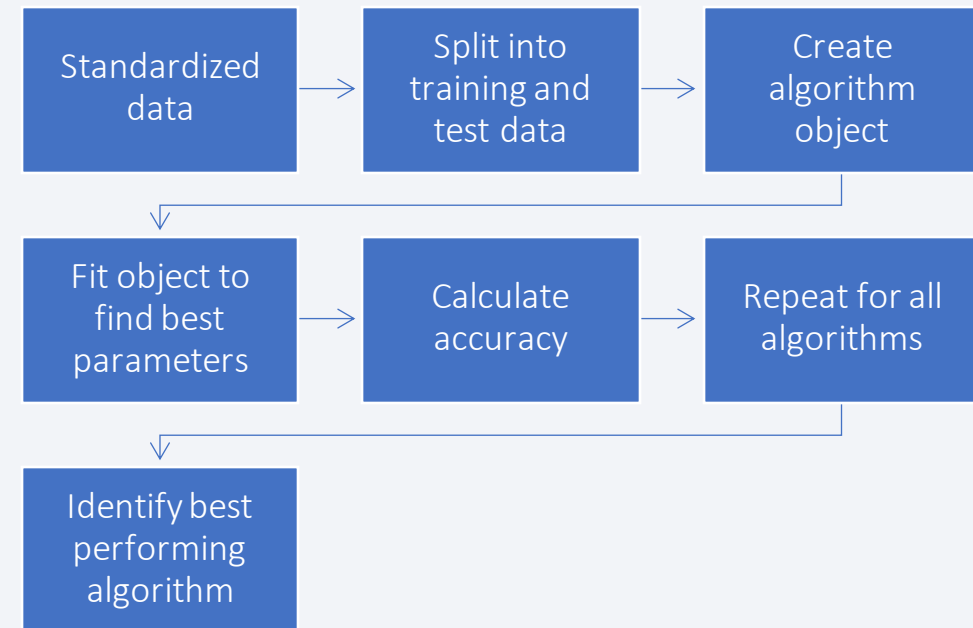 Standardized
data
Split into
training and
test data
Create
algorithm
object
Fit object to
find best
parameters
Calculate
accuracy
Repeat for all
algorithms
Identify best
performing
algorithm